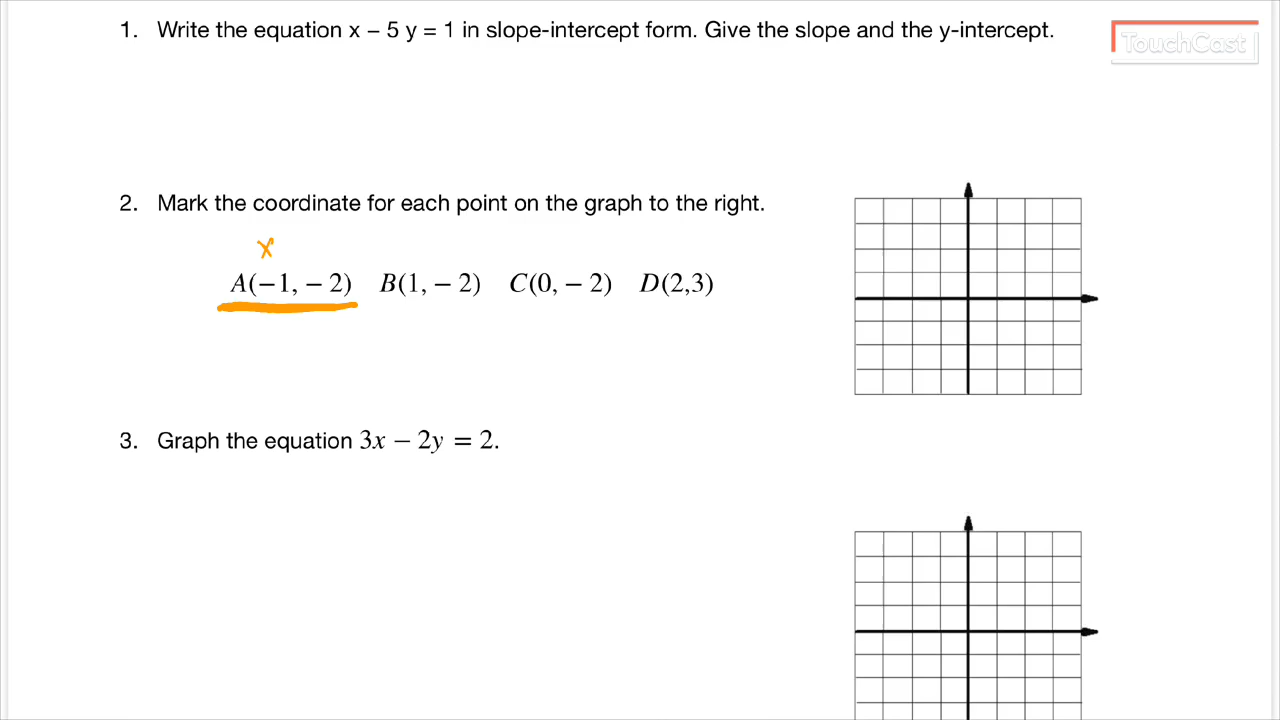 1. Write the equation x – 5 y = 1 in slope-intercept form. Give the slope and the y-intercept.
TouchCast
2. Mark the coordinate for each point on the graph to the right.
x
A(−1, − 2) B(1, − 2) C(0, − 2) D(2,3)
3. Graph the equation 3x − 2y = 2.